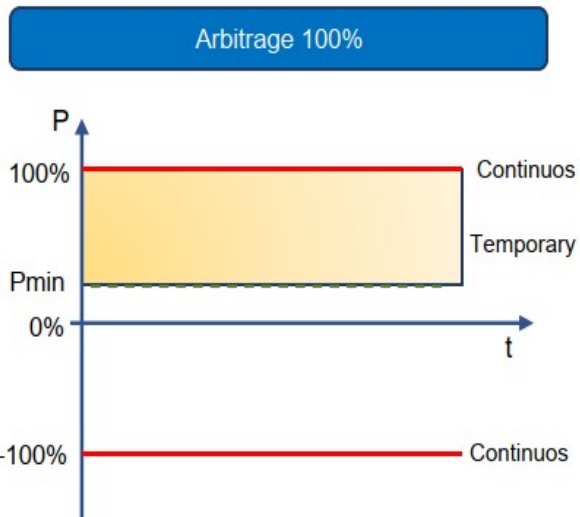 Arbitrage 100%
P
100%
Continuos
Temporary
Pmin
0%
t
-100%
Continuos